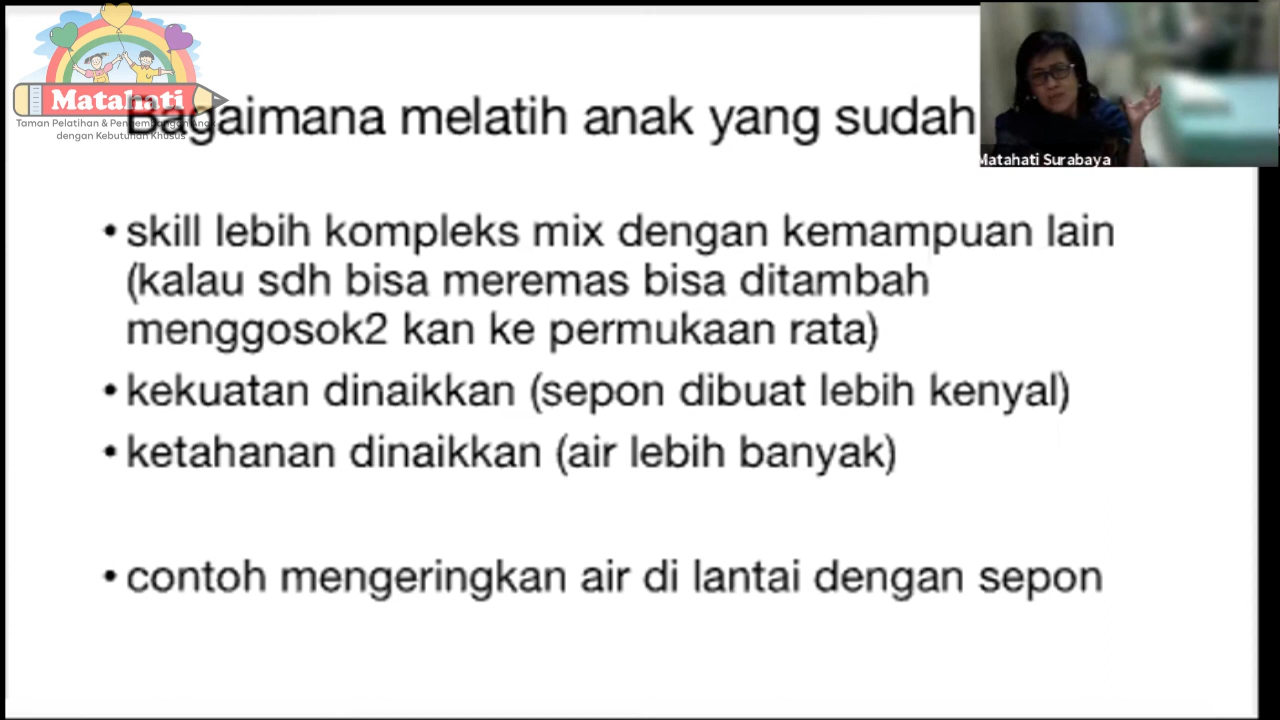 Matahati
Taman Pelatihan & Pengembangan Ana
dengan Kebutuhan Khusus
Bagaimana melatih anak yang sudah
Matahati Surabaya
• skill lebih kompleks mix dengan kemampuan lain
(kalau sdh bisa meremas bisa ditambah
menggosok2 kan ke permukaan rata)
• kekuatan dinaikkan (sepon dibuat lebih kenyal)
• ketahanan dinaikkan (air lebih banyak)
• contoh mengeringkan air di lantai dengan sepon